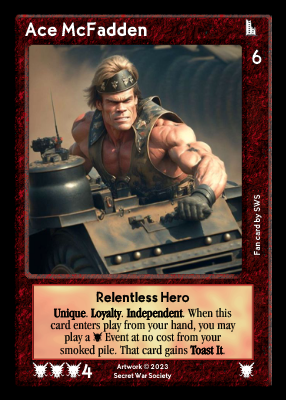 Ace McFadden
6
Fan card by SWS
Relentless Hero
Unique. Loyalty. Independent. When this
card enters play from your hand, you may
play a Event at no cost from your
smoked pile. That card gains Toast It.
4
Artwork © 2023
Secret War Society